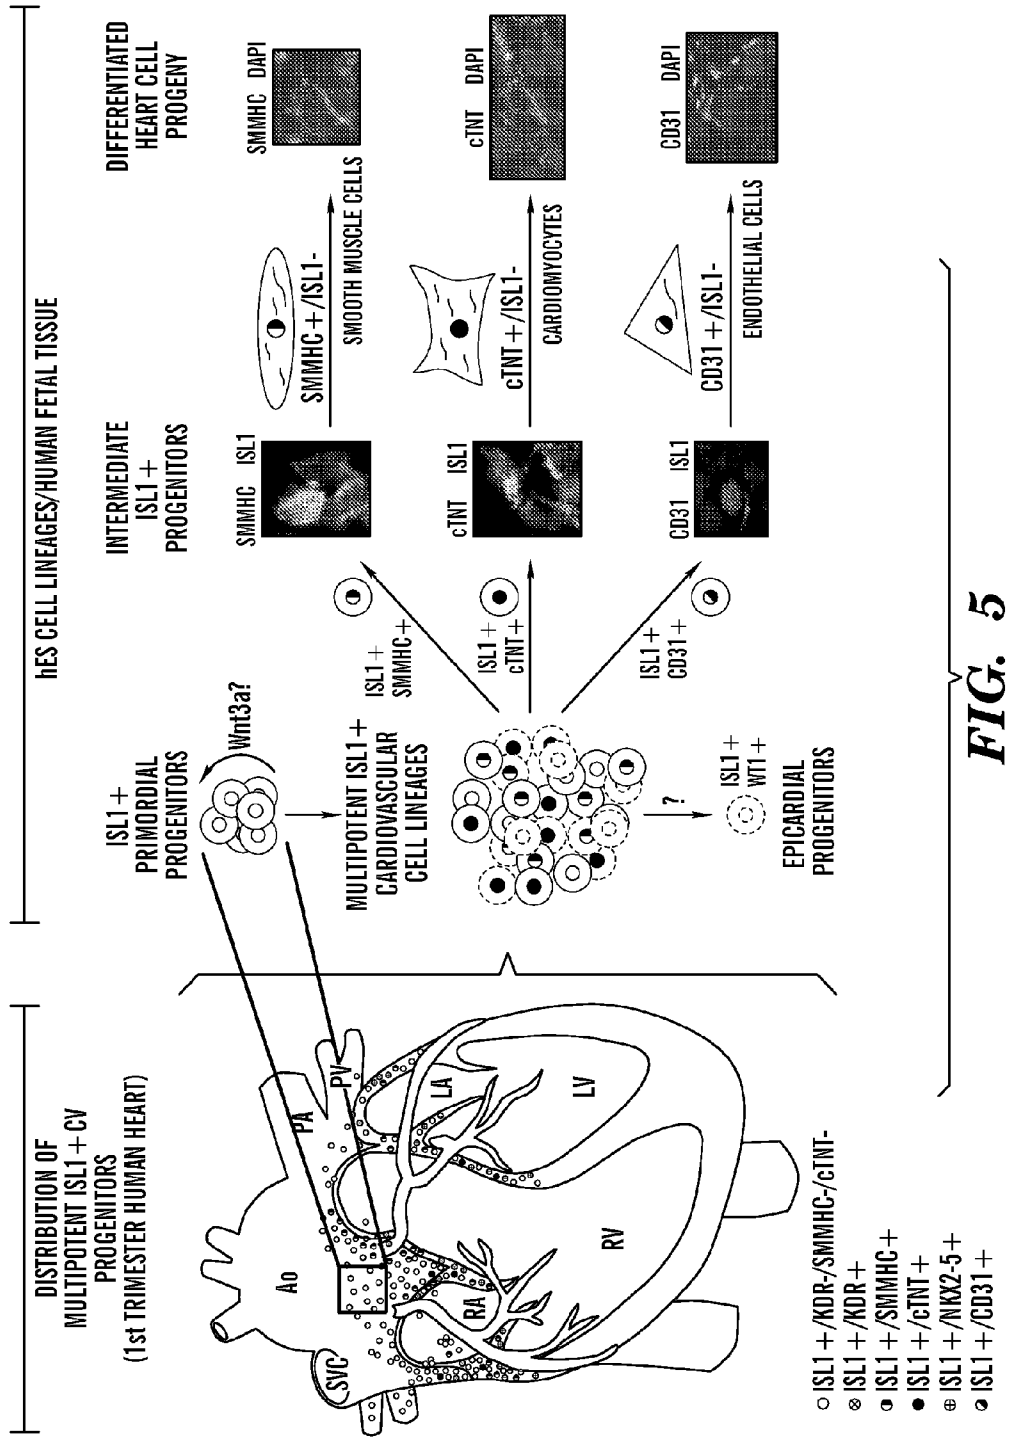 DISTRIBUTION OF
MULTIPOTENT ISL1+CV
PROGENITORS
(1st TRIMESTER HUMAN HEART)
SVC
Ao
PA
PV
LA
LV
RA
RV
ISL1+/KDR-/SMMHC-/cTNT-
ISL1+/KDR+
ISL1+/SMMHC+
ISL1+/cTNT+
ISL1+/NKX2-5+
ISL1+/CD31+
hES CELL LINEAGES/HUMAN FETAL TISSUE
ISL1+
PRIMORDIAL
PROGENITORS
Wnt3a?
MULTIPOTENT ISL1+
CARDIOVASCULAR
CELL LINEAGES
?
ISL1+
WT1+
EPICARDIAL
PROGENITORS
ISL1+
SMMHC+
ISL1+
cTNT+
ISL1+
CD31+
INTERMEDIATE
ISL1+
PROGENITORS
SMMHC ISL1
cTNT ISL1
CD31 ISL1
SMMHC+/ISL1-
SMOOTH MUSCLE CELLS
cTNT+/ISL1-
CARDIOMYOCYTES
CD31+/ISL1-
ENDOTHELIAL CELLS
DIFFERENTIATED
HEART CELL
PROGENY
SMMHC DAPI
cTNT DAPI
CD31 DAPI
FIG. 5